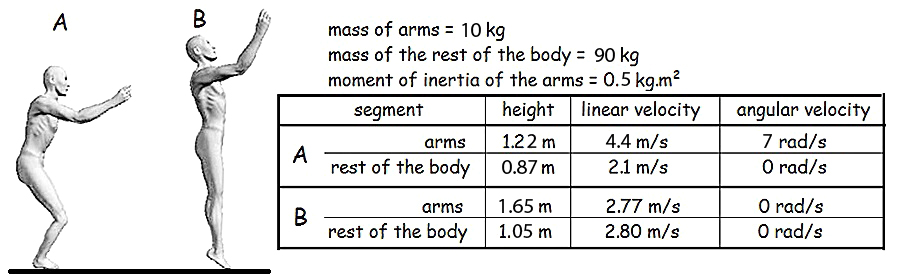 A
B
mass of arms = 10 kg
mass of the rest of the body = 90 kg
moment of inertia of the arms = 0.5 kg.m²
segment height linear velocity angular velocity
A
arms 1.22 m 4.4 m/s 7 rad/s
rest of the body 0.87 m 2.1 m/s 0 rad/s
B
arms 1.65 m 2.77 m/s 0 rad/s
rest of the body 1.05 m 2.80 m/s 0 rad/s